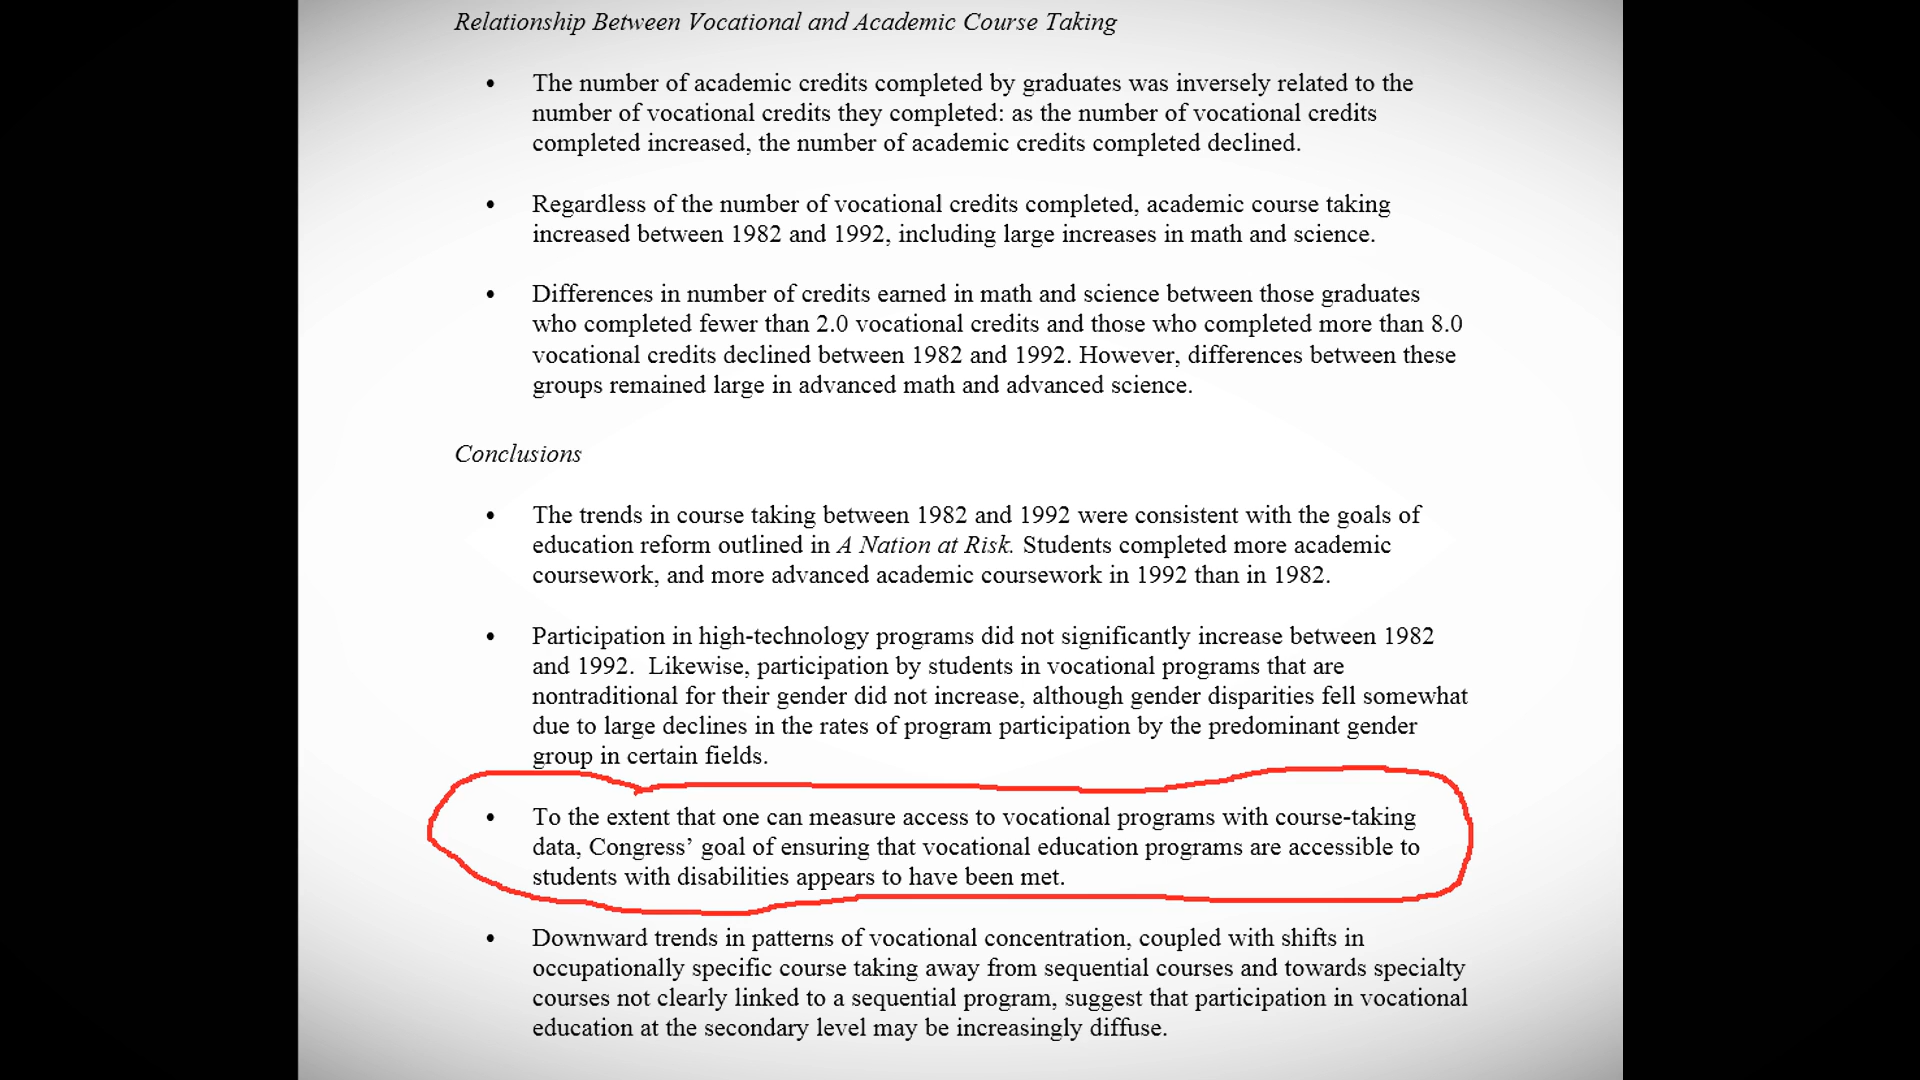 Relationship Between Vocational and Academic Course Taking
• The number of academic credits completed by graduates was inversely related to the
number of vocational credits they completed: as the number of vocational credits
completed increased, the number of academic credits completed declined.
• Regardless of the number of vocational credits completed, academic course taking
increased between 1982 and 1992, including large increases in math and science.
• Differences in number of credits earned in math and science between those graduates
who completed fewer than 2.0 vocational credits and those who completed more than 8.0
vocational credits declined between 1982 and 1992. However, differences between these
groups remained large in advanced math and advanced science.
Conclusions
• The trends in course taking between 1982 and 1992 were consistent with the goals of
education reform outlined in A Nation at Risk. Students completed more academic
coursework, and more advanced academic coursework in 1992 than in 1982.
• Participation in high-technology programs did not significantly increase between 1982
and 1992.  Likewise, participation by students in vocational programs that are
nontraditional for their gender did not increase, although gender disparities fell somewhat
due to large declines in the rates of program participation by the predominant gender
group in certain fields.
• To the extent that one can measure access to vocational programs with course-taking
data, Congress’ goal of ensuring that vocational education programs are accessible to
students with disabilities appears to have been met.
• Downward trends in patterns of vocational concentration, coupled with shifts in
occupationally specific course taking away from sequential courses and towards specialty
courses not clearly linked to a sequential program, suggest that participation in vocational
education at the secondary level may be increasingly diffuse.